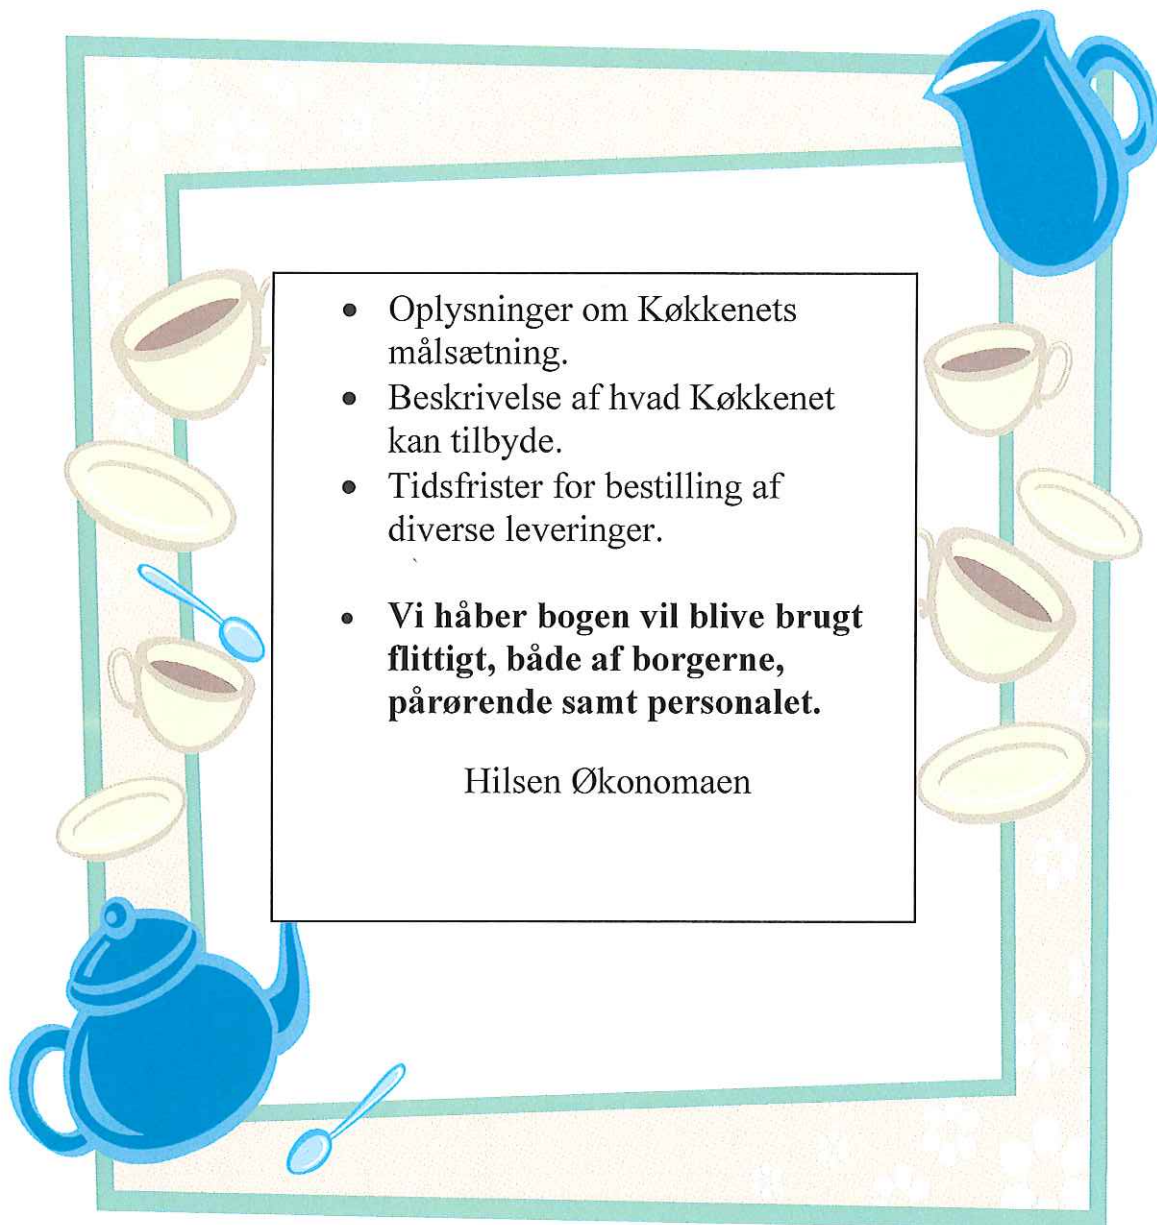 • Oplysninger om Køkkenets
målsætning.
• Beskrivelse af hvad Køkkenet
kan tilbyde.
• Tidsfrister for bestilling af
diverse leveringer.
• Vi håber bogen vil blive brugt
flittigt, både af borgerne,
pårørende samt personalet.
Hilsen Økonomaen